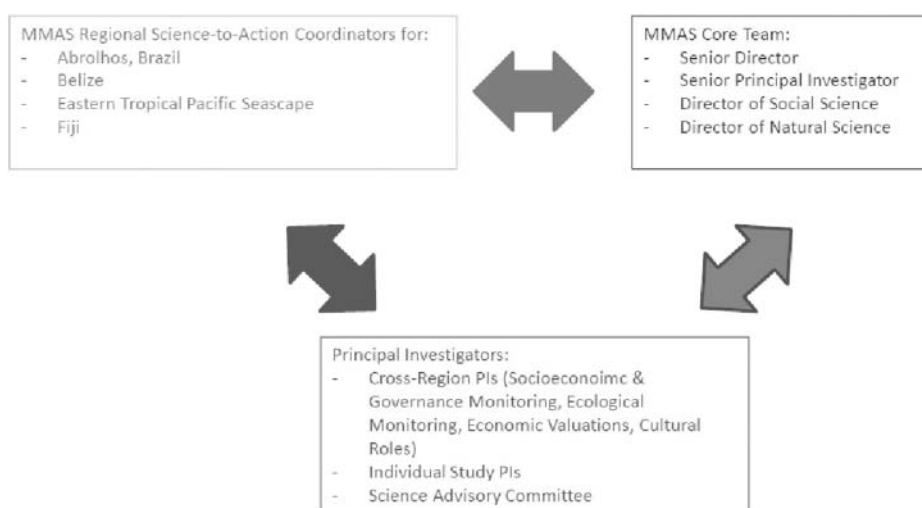 MMAS Regional Science-to-Action Coordinators for:
- Abrolhos, Brazil
- Belize
- Eastern Tropical Pacific Seascape
- Fiji
MMAS Core Team:
- Senior Director
- Senior Principal Investigator
- Director of Social Science
- Director of Natural Science
Principal Investigators:
- Cross-Region PIs (Socioeconoimc &
Governance Monitoring, Ecological
Monitoring, Economic Valuations, Cultural
Roles)
- Individual Study PIs
- Science Advisory Committee